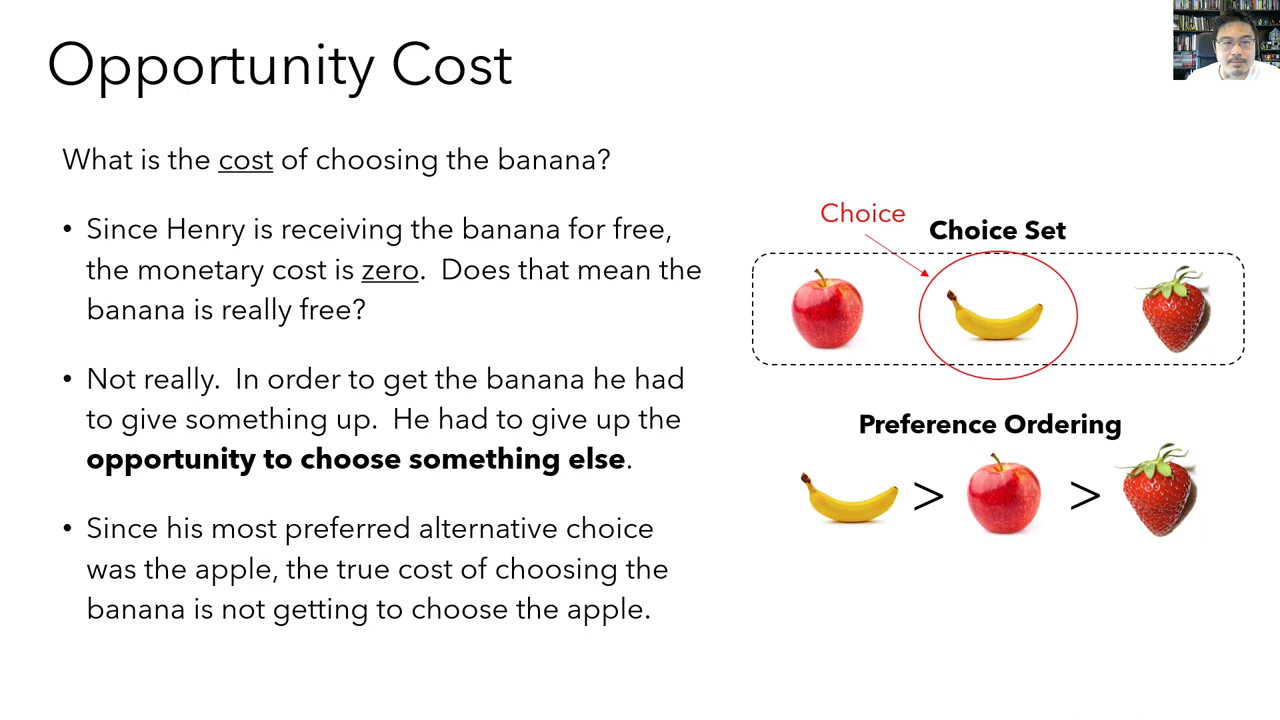 Opportunity Cost
What is the cost of choosing the banana?
• Since Henry is receiving the banana for free,
the monetary cost is zero.  Does that mean the
banana is really free?
• Not really.  In order to get the banana he had
to give something up.  He had to give up the
opportunity to choose something else.
• Since his most preferred alternative choice
was the apple, the true cost of choosing the
banana is not getting to choose the apple.
Choice
Choice Set
Preference Ordering
> >